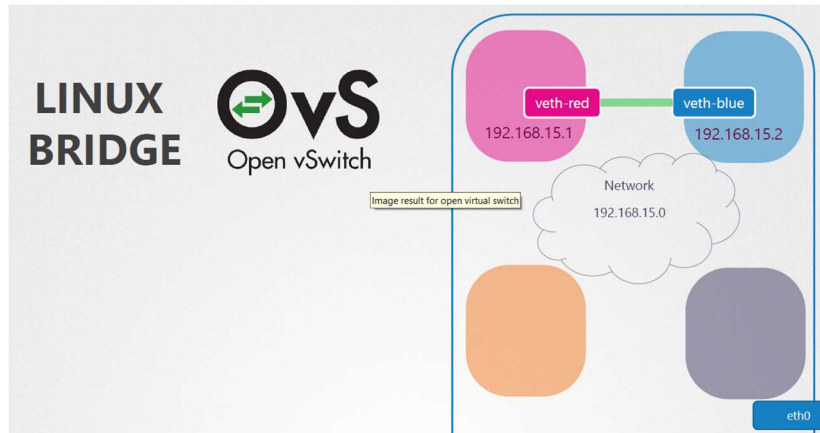 LINUX
BRIDGE
OvS
Open vSwitch
Image result for open virtual switch
veth-red
veth-blue
192.168.15.1
192.168.15.2
Network
192.168.15.0
eth0